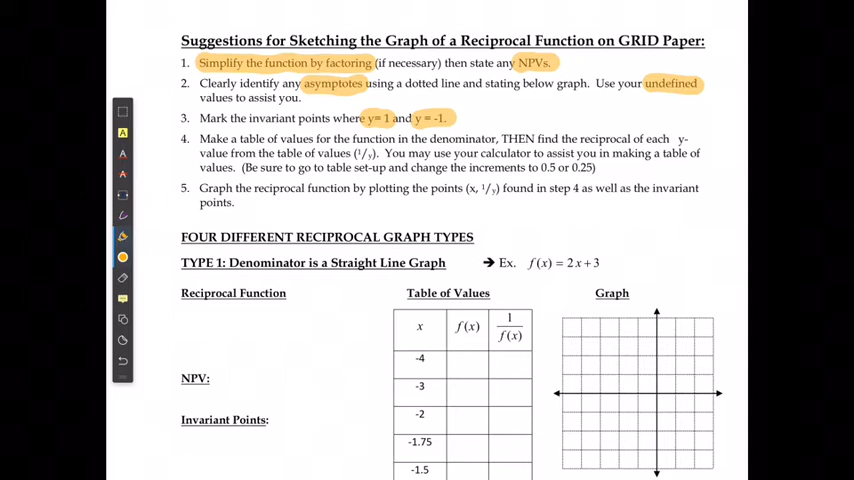 Suggestions for Sketching the Graph of a Reciprocal Function on GRID Paper:
1. Simplify the function by factoring (if necessary) then state any NPVs.
2. Clearly identify any asymptotes using a dotted line and stating below graph. Use your undefined
values to assist you.
3. Mark the invariant points where y= 1 and y = -1.
4. Make a table of values for the function in the denominator, THEN find the reciprocal of each y-
value from the table of values (1/y). You may use your calculator to assist you in making a table of
values. (Be sure to go to table set-up and change the increments to 0.5 or 0.25)
5. Graph the reciprocal function by plotting the points (x, 1/y) found in step 4 as well as the invariant
points.
FOUR DIFFERENT RECIPROCAL GRAPH TYPES
TYPE 1: Denominator is a Straight Line Graph ➔ Ex. f(x) = 2x+3
Reciprocal Function Table of Values Graph
x f(x) 1/f(x)
-4
NPV:
-3
-2
Invariant Points:
-1.75
-1.5